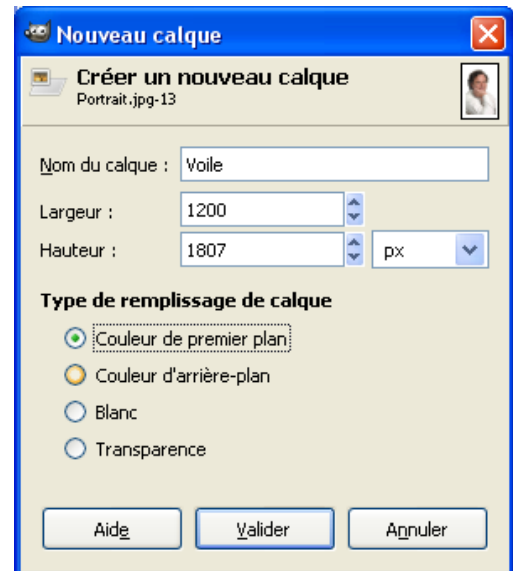 Nouveau calque
Créer un nouveau calque
Portrait.jpg-13
Nom du calque : Voile
Largeur : 1200
Hauteur : 1807 px
Type de remplissage de calque
Couleur de premier plan
Couleur d'arrière-plan
Blanc
Transparence
Aide Valider Annuler